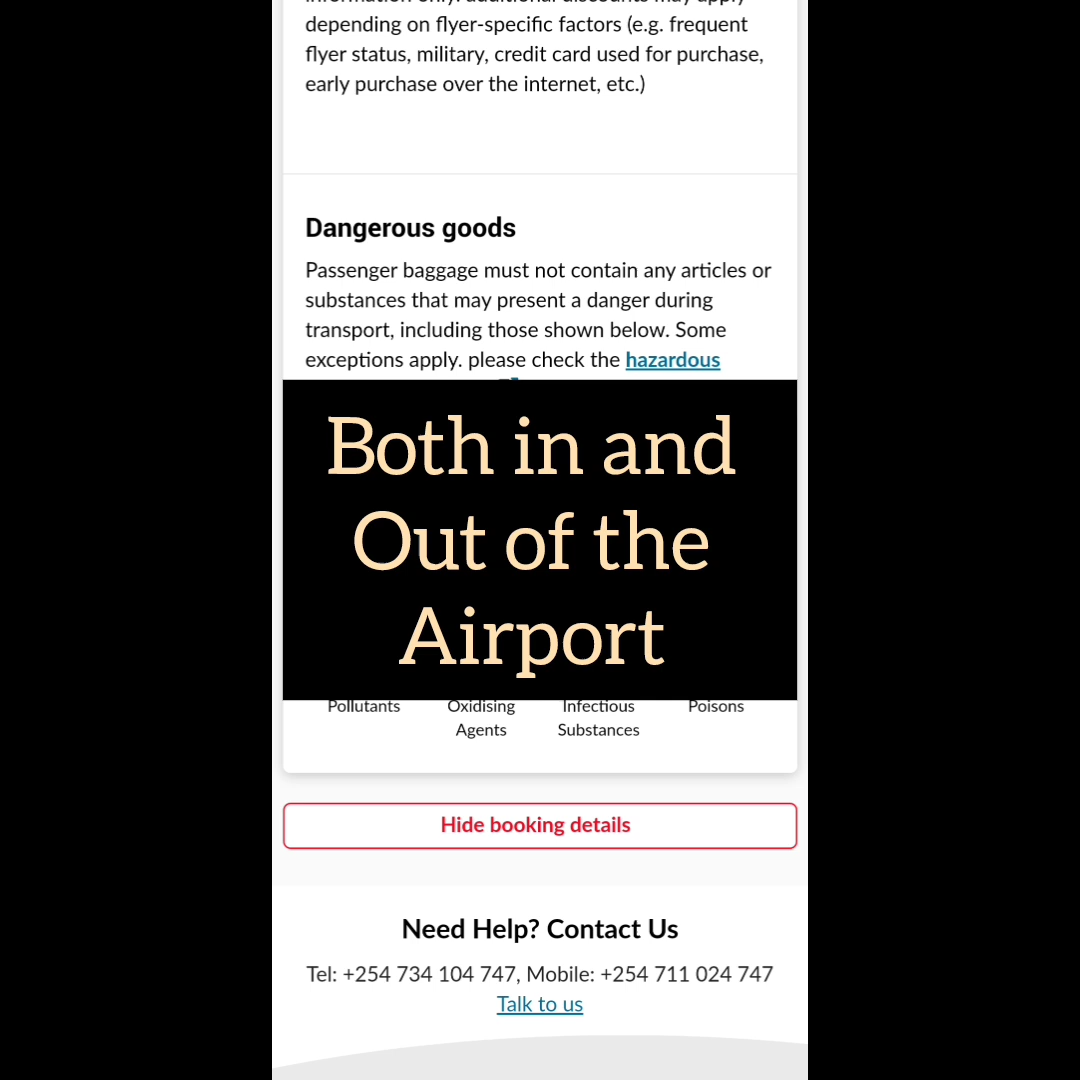 depending on flyer-specific factors (e.g. frequent
flyer status, military, credit card used for purchase,
early purchase over the internet, etc.)
Dangerous goods
Passenger baggage must not contain any articles or
substances that may present a danger during
transport, including those shown below. Some
exceptions apply. please check the hazardous
Both in and
Out of the
Airport
Pollutants Oxidising Infectious Poisons
Agents Substances
Hide booking details
Need Help? Contact Us
Tel: +254 734 104 747, Mobile: +254 711 024 747
Talk to us